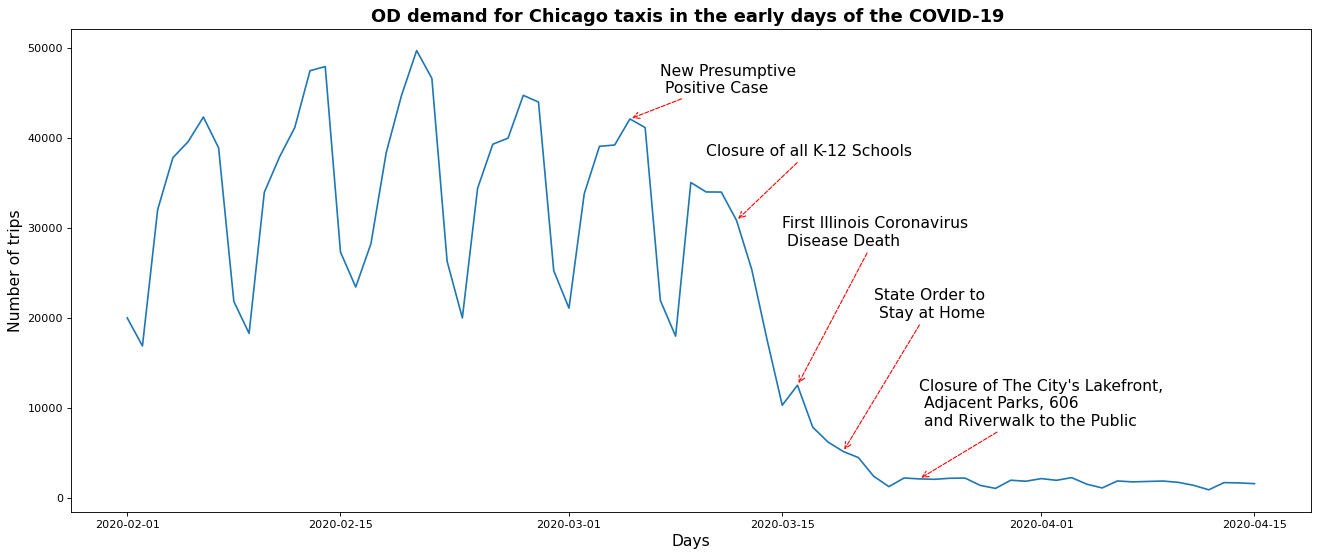 OD demand for Chicago taxis in the early days of the COVID-19
50000
40000
30000
20000
10000
0
Number of trips
New Presumptive
Positive Case
Closure of all K-12 Schools
First Illinois Coronavirus
Disease Death
State Order to
Stay at Home
Closure of The City's Lakefront,
Adjacent Parks, 606
and Riverwalk to the Public
2020-02-01
2020-02-15
2020-03-01
2020-03-15
2020-04-01
2020-04-15
Days